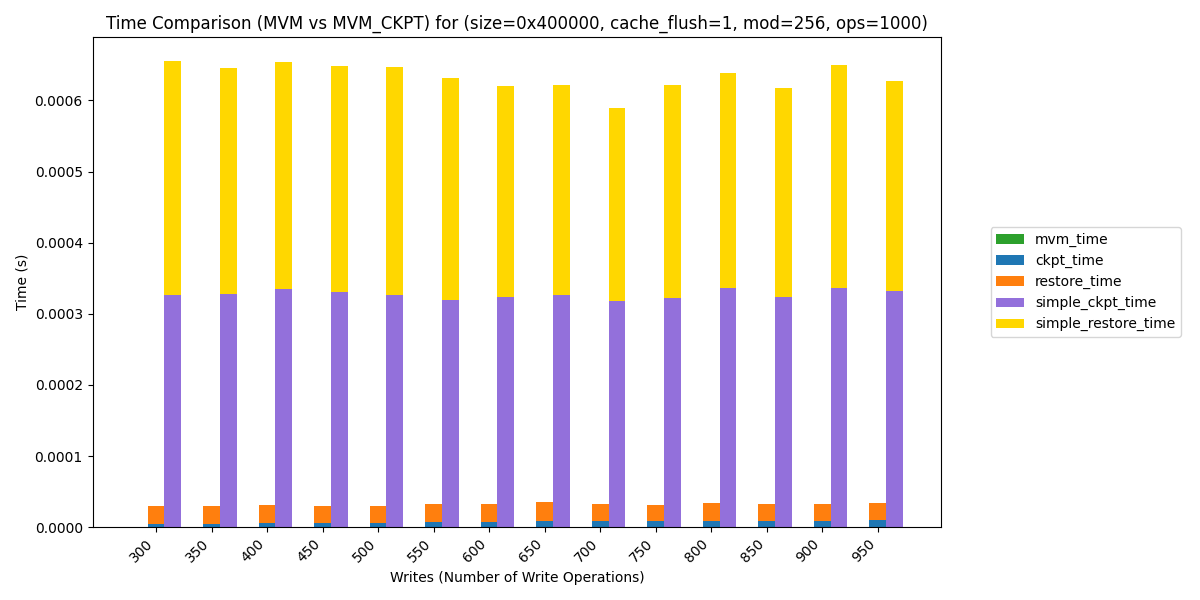 Time Comparison (MVM vs MVM_CKPT) for (size=0x400000, cache_flush=1, mod=256, ops=1000)
Time (s)
0.0006
0.0005
0.0004
0.0003
0.0002
0.0001
0.0000
300 350 400 450 500 550 600 650 700 750 800 850 900 950
Writes (Number of Write Operations)
mvm_time
ckpt_time
restore_time
simple_ckpt_time
simple_restore_time